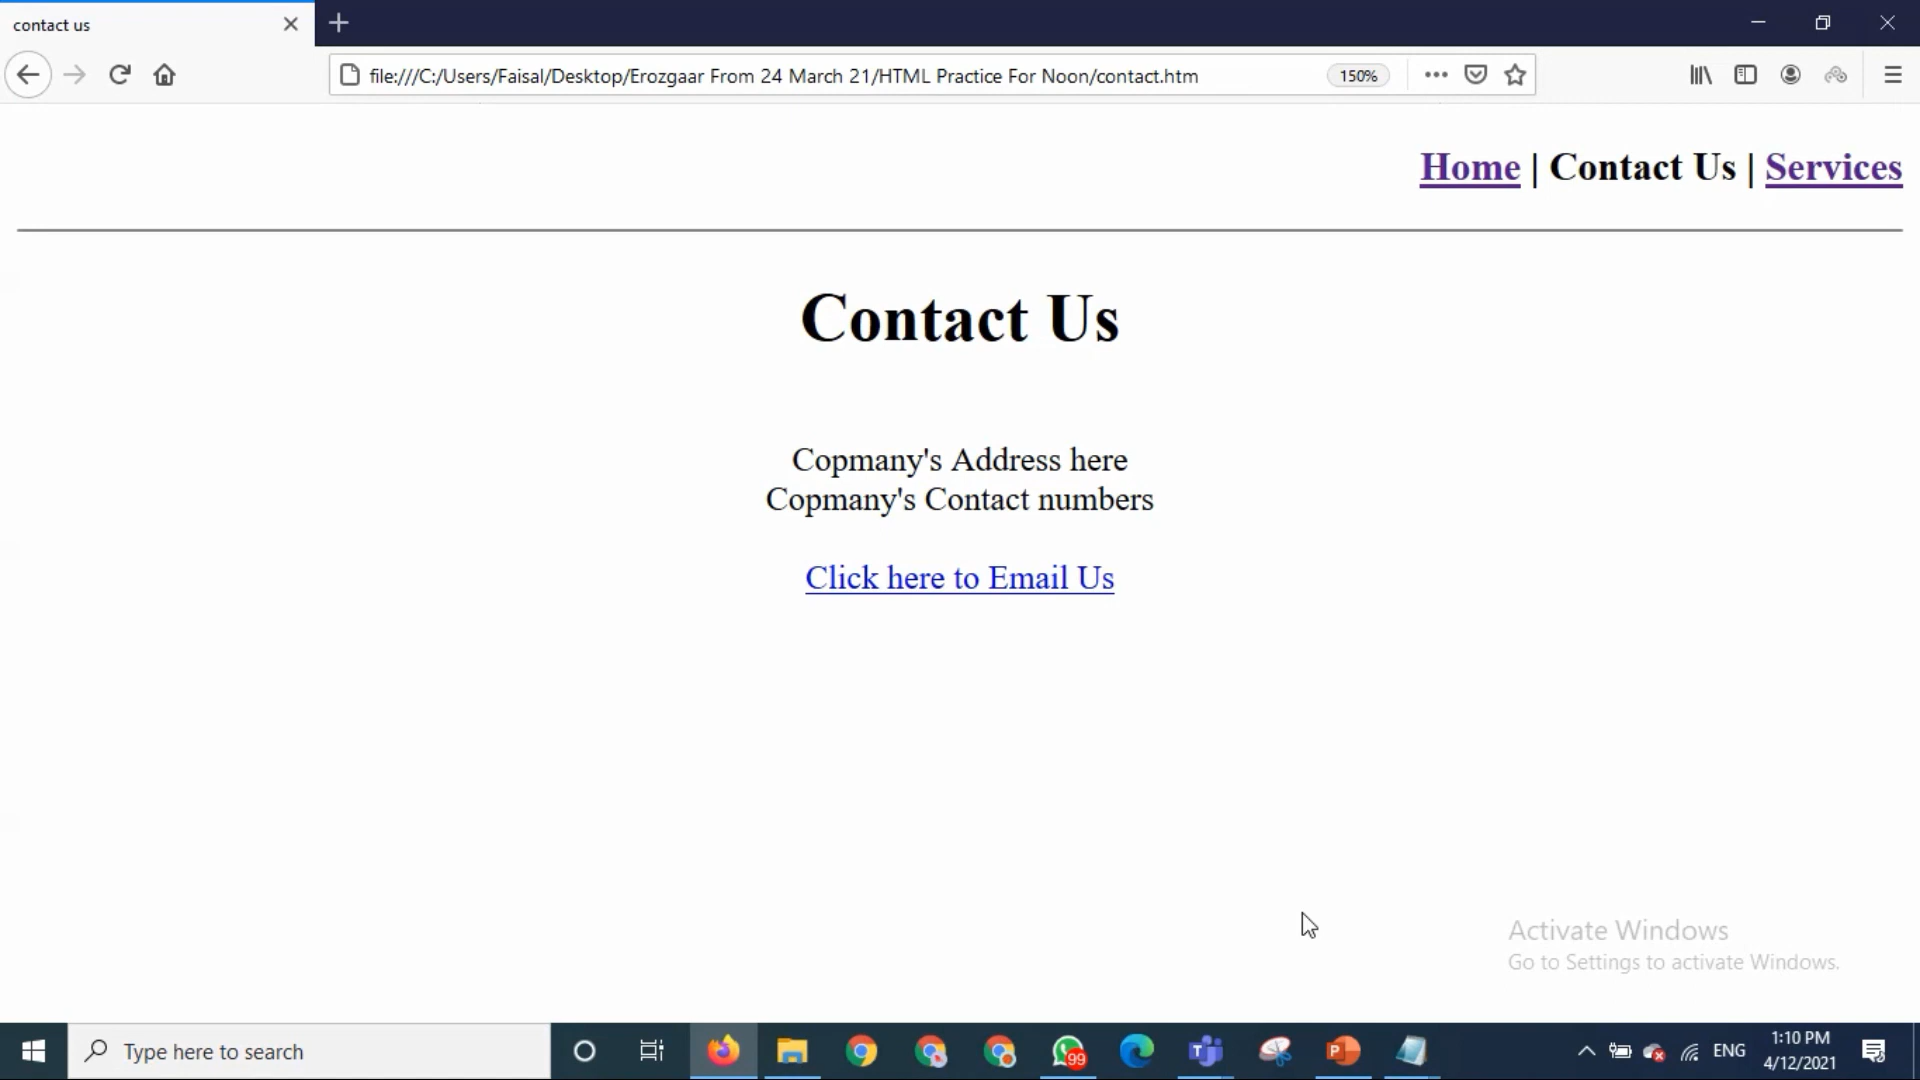 contact us
file:///C:/Users/Faisal/Desktop/Erozgaar From 24 March 21/HTML Practice For Noon/contact.htm
150%
Home | Contact Us | Services
Contact Us
Copmany's Address here
Copmany's Contact numbers
Click here to Email Us
Activate Windows
Go to Settings to activate Windows.
Type here to search
99
ENG
1:10 PM
4/12/2021